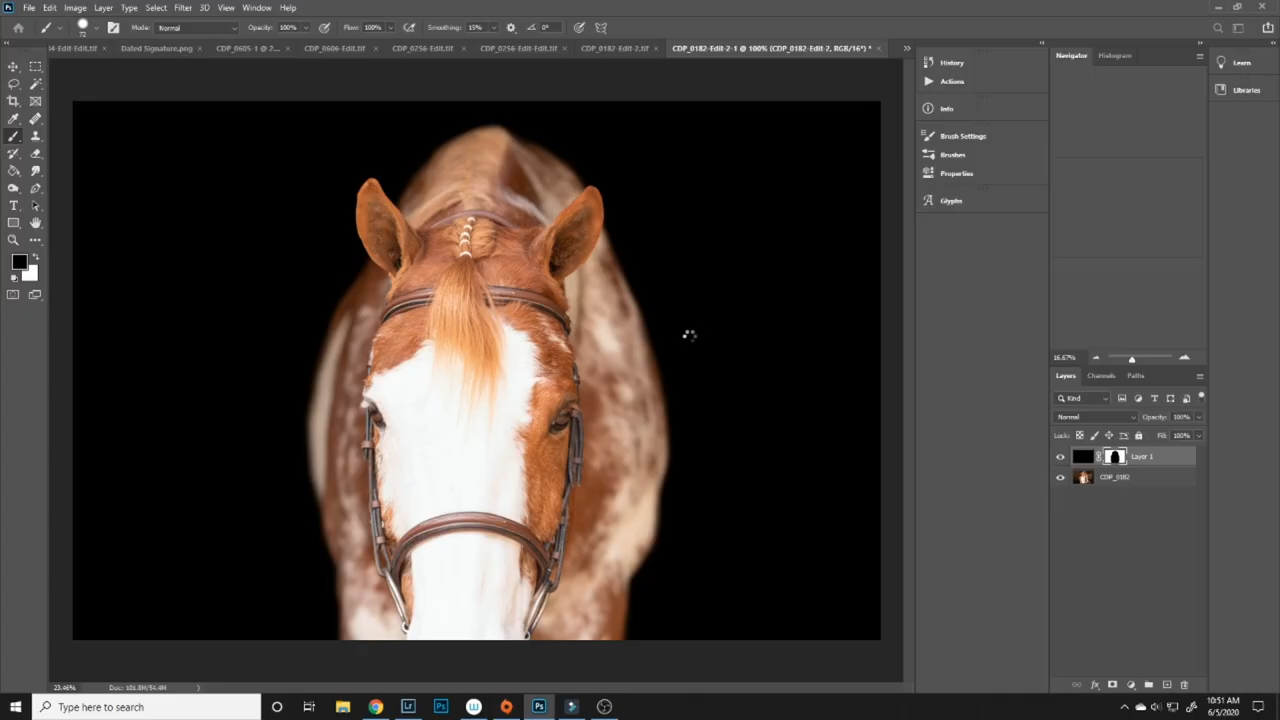 File Edit Image Layer Type Select Filter 3D View Window Help
Mode: Normal Opacity: 100% Flow: 100% Smoothing: 15% 0°
54-Edit-Edit.tif × Dated Signature.png × CDP_0605-1 @ 2... × CDP_0606-Edit.tif × CDP_0256-Edit.tif × CDP_0256-Edit-Edit.tif × CDP_0182-Edit-2.tif × CDP_0182-Edit-2-1 @ 100% (CDP_0182-Edit-2, RGB/16*) * ×
History
Actions
Info
Brush Settings
Brushes
Properties
Glyphs
Navigator Histogram
Learn
Libraries
16.67%
Layers Channels Paths
Kind
Normal Opacity: 100%
Lock: Fill: 100%
Layer 1
CDP_0182
23.46% Doc: 101.8M/54.4M
Type here to search
10:51 AM
6/5/2020